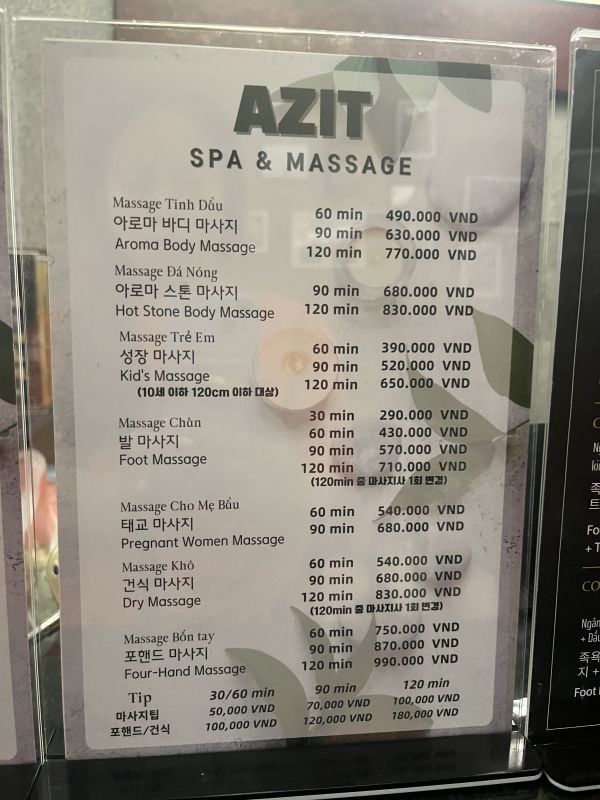 AZIT
SPA & MASSAGE
Massage Tinh Dầu
아로마 바디 마사지
Aroma Body Massage
60 min 490.000 VND
90 min 630.000 VND
120 min 770.000 VND
Massage Đá Nóng
아로마 스톤 마사지
Hot Stone Body Massage
90 min 680.000 VND
120 min 830.000 VND
Massage Trẻ Em
성장 마사지
Kid's Massage
(10세 이하 120cm 이하 대상)
60 min 390.000 VND
90 min 520.000 VND
120 min 650.000 VND
Massage Chân
발 마사지
Foot Massage
30 min 290.000 VND
60 min 430.000 VND
90 min 570.000 VND
120 min 710.000 VND
(120min 중 마사지사 1회 변경)
Massage Cho Mẹ Bầu
태교 마사지
Pregnant Women Massage
60 min 540.000 VND
90 min 680.000 VND
Massage Khô
건식 마사지
Dry Massage
60 min 540.000 VND
90 min 680.000 VND
120 min 830.000 VND
(120min 중 마사지사 1회 변경)
Massage Bốn tay
포핸드 마사지
Four-Hand Massage
60 min 750.000 VND
90 min 870.000 VND
120 min 990.000 VND
Tip 30/60 min 90 min 120 min
마사지팁 50,000 VND 70,000 VND 100,000 VND
포핸드/건식 100,000 VND 120,000 VND 180,000 VND